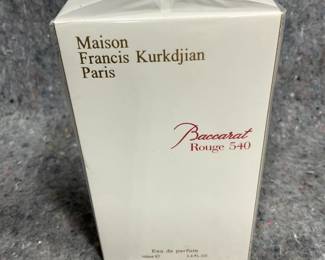 Maison
Francis Kurkdjian
Paris
Baccarat
Rouge 540
Eau de parfum